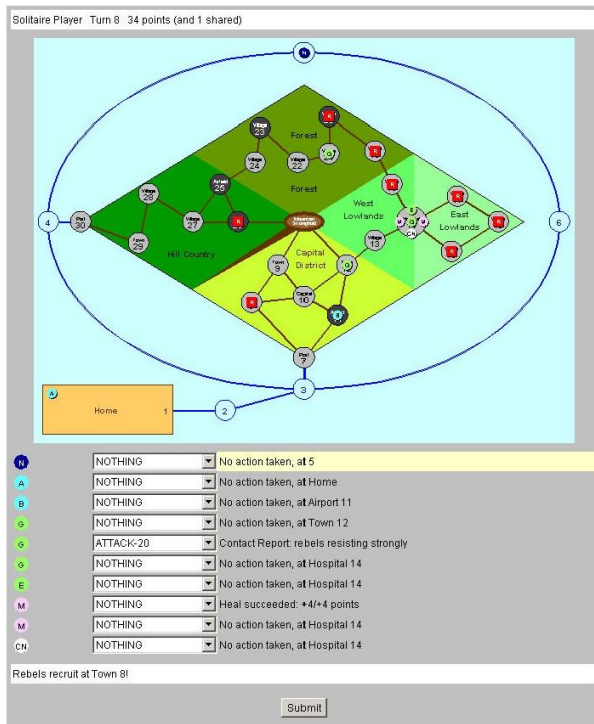 Solitaire Player Turn 8 34 points (and 1 shared)
N
Village
23
Forest
Village
24
Village
22
G
R
R
Airfield
25
Forest
R
Village
28
West
Lowlands
R
4
Port
30
Village
27
R
Mountain
Stronghold
E
M
G
M
CN
East
Lowlands
R
6
Town
29
Hill Country
Capital
District
Village
13
R
Town
9
G
R
Capital
10
B
Port
7
A
Home
1
2
3
N NOTHING No action taken, at 5
A NOTHING No action taken, at Home
B NOTHING No action taken, at Airport 11
G NOTHING No action taken, at Town 12
G ATTACK-20 Contact Report: rebels resisting strongly
G NOTHING No action taken, at Hospital 14
E NOTHING No action taken, at Hospital 14
M NOTHING Heal succeeded: +4/+4 points
M NOTHING No action taken, at Hospital 14
CN NOTHING No action taken, at Hospital 14
Rebels recruit at Town 8!
Submit